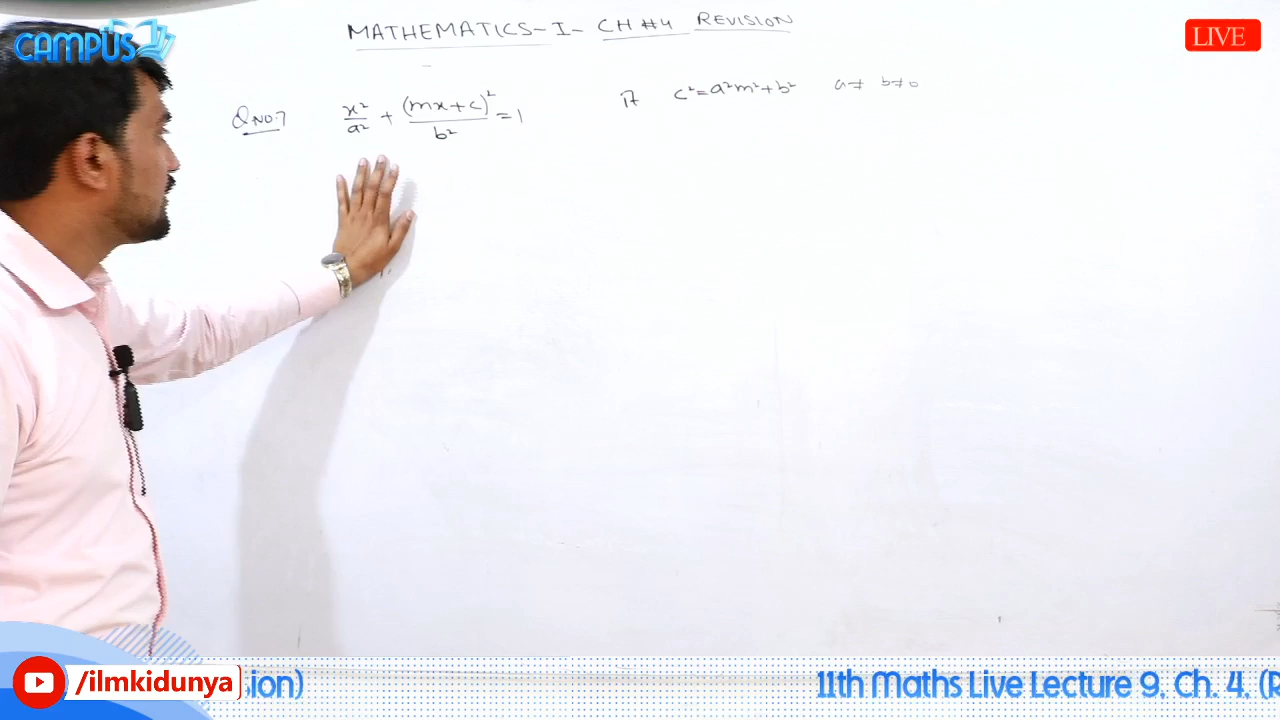 MATHEMATICS-I- CH#4 REVISION
CAMPUS
LIVE
Q NO.7 x²/a² + (mx+c)²/b² = 1 if c²=a²m²+b² a≠ b≠0
/ilmkidunya
sion) 11th Maths Live Lecture 9, Ch. 4, (R